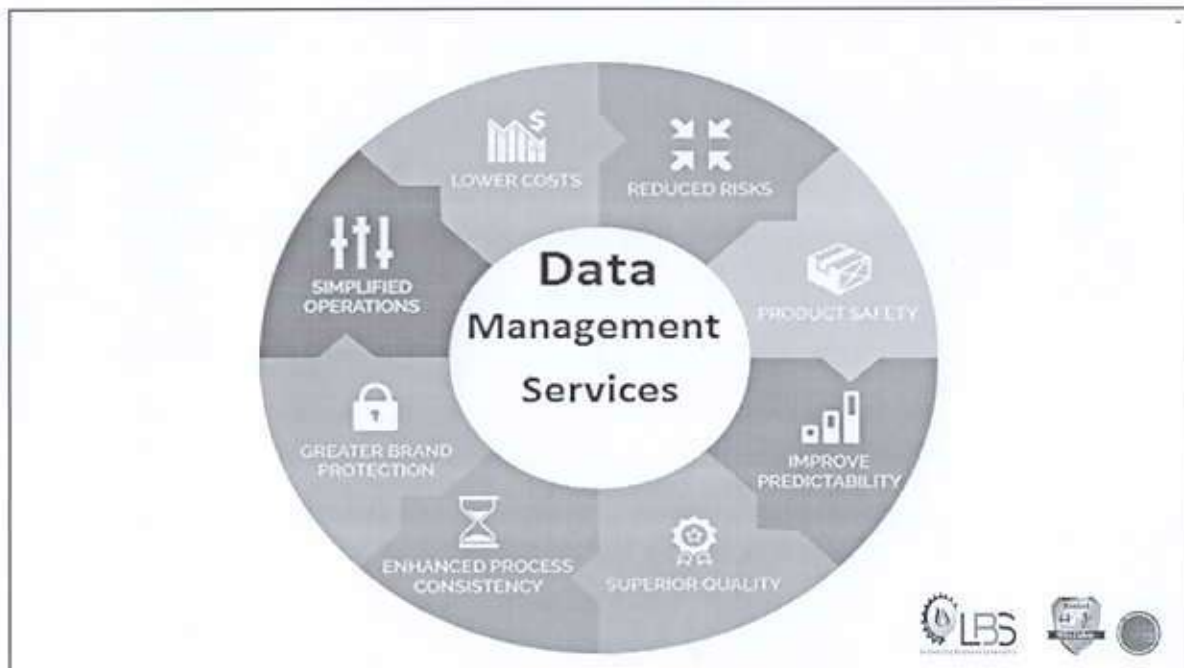 Data
Management
Services
LOWER COSTS
REDUCED RISKS
PRODUCT SAFETY
IMPROVE
PREDICTABILITY
SUPERIOR QUALITY
ENHANCED PROCESS
CONSISTENCY
GREATER BRAND
PROTECTION
SIMPLIFIED
OPERATIONS
LBS